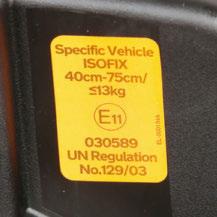 Specific Vehicle
ISOFIX
40cm-75cm/
≤13kg
E11
030589
UN Regulation
No.129/03